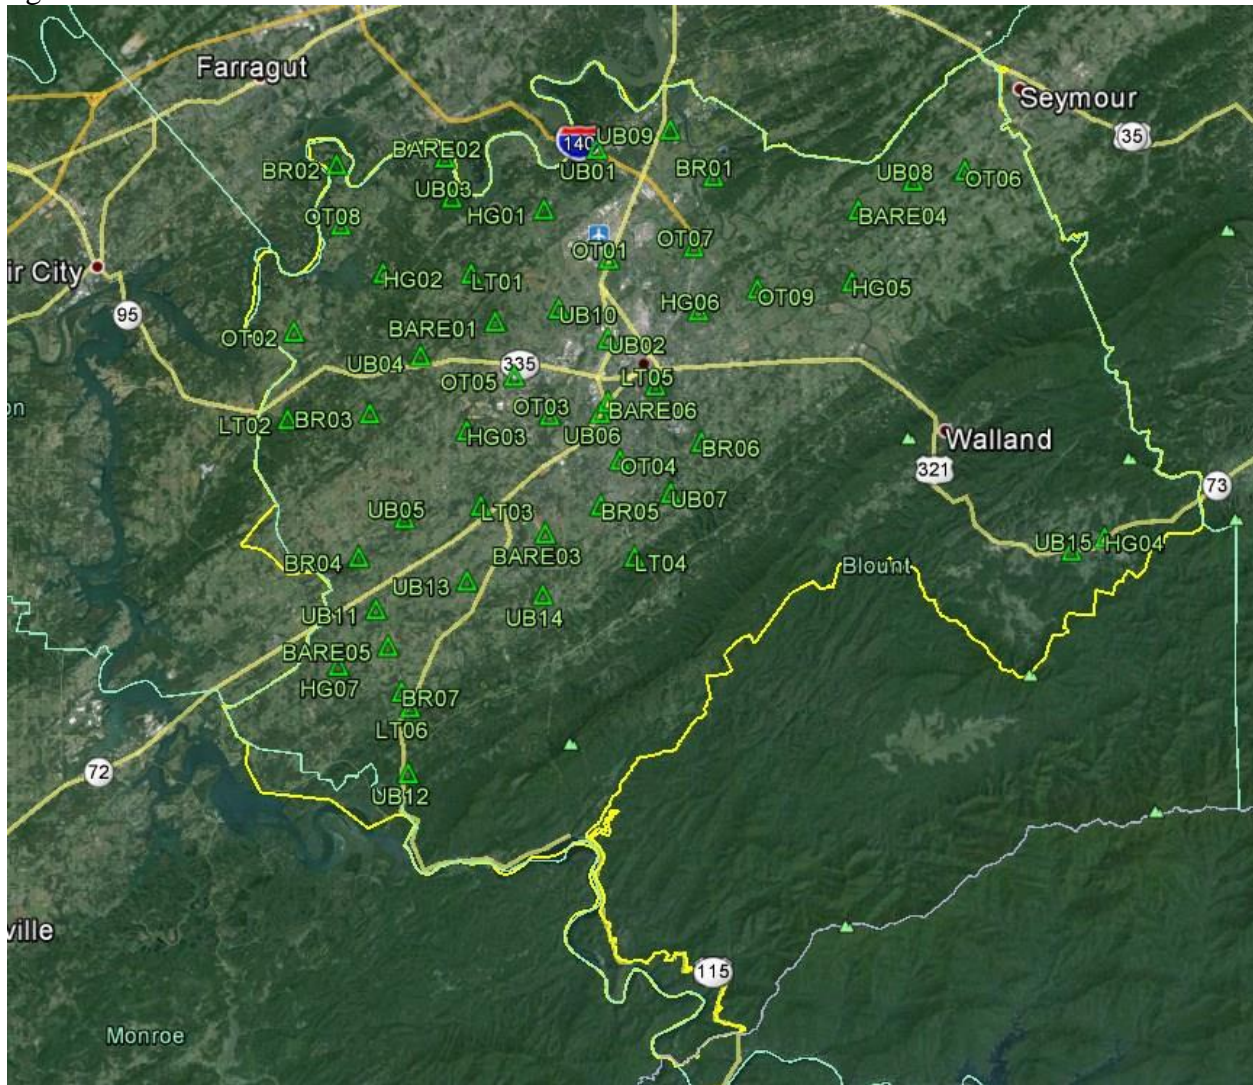 Farragut
Seymour
35
140
UB09
BARE02
UB01
BR02
BR01
UB08
OT06
UB03
HG01
BARE04
OT08
OT01
OT07
ir City
HG02
LT01
HG05
OT09
95
UB10
HG06
BARE01
OT02
UB02
UB04
335
OT05
LT05
OT03
BARE06
LT02
BR03
HG03
UB06
BR06
Walland
on
OT04
321
73
UB07
UB05
LT03
BR05
BARE03
UB15
HG04
BR04
LT04
Blount
UB13
UB11
UB14
BARE05
HG07
BR07
LT06
72
UB12
ville
115
Monroe